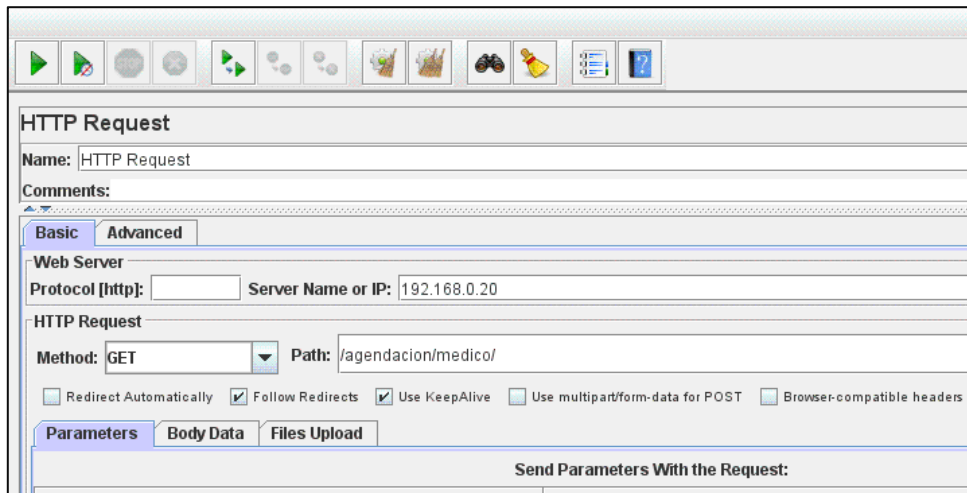 STOP
?
HTTP Request
Name: HTTP Request
Comments:
Basic Advanced
Web Server
Protocol [http]: Server Name or IP: 192.168.0.20
HTTP Request
Method: GET Path: /agendacion/medico/
Redirect Automatically Follow Redirects Use KeepAlive Use multipart/form-data for POST Browser-compatible headers
Parameters Body Data Files Upload
Send Parameters With the Request: